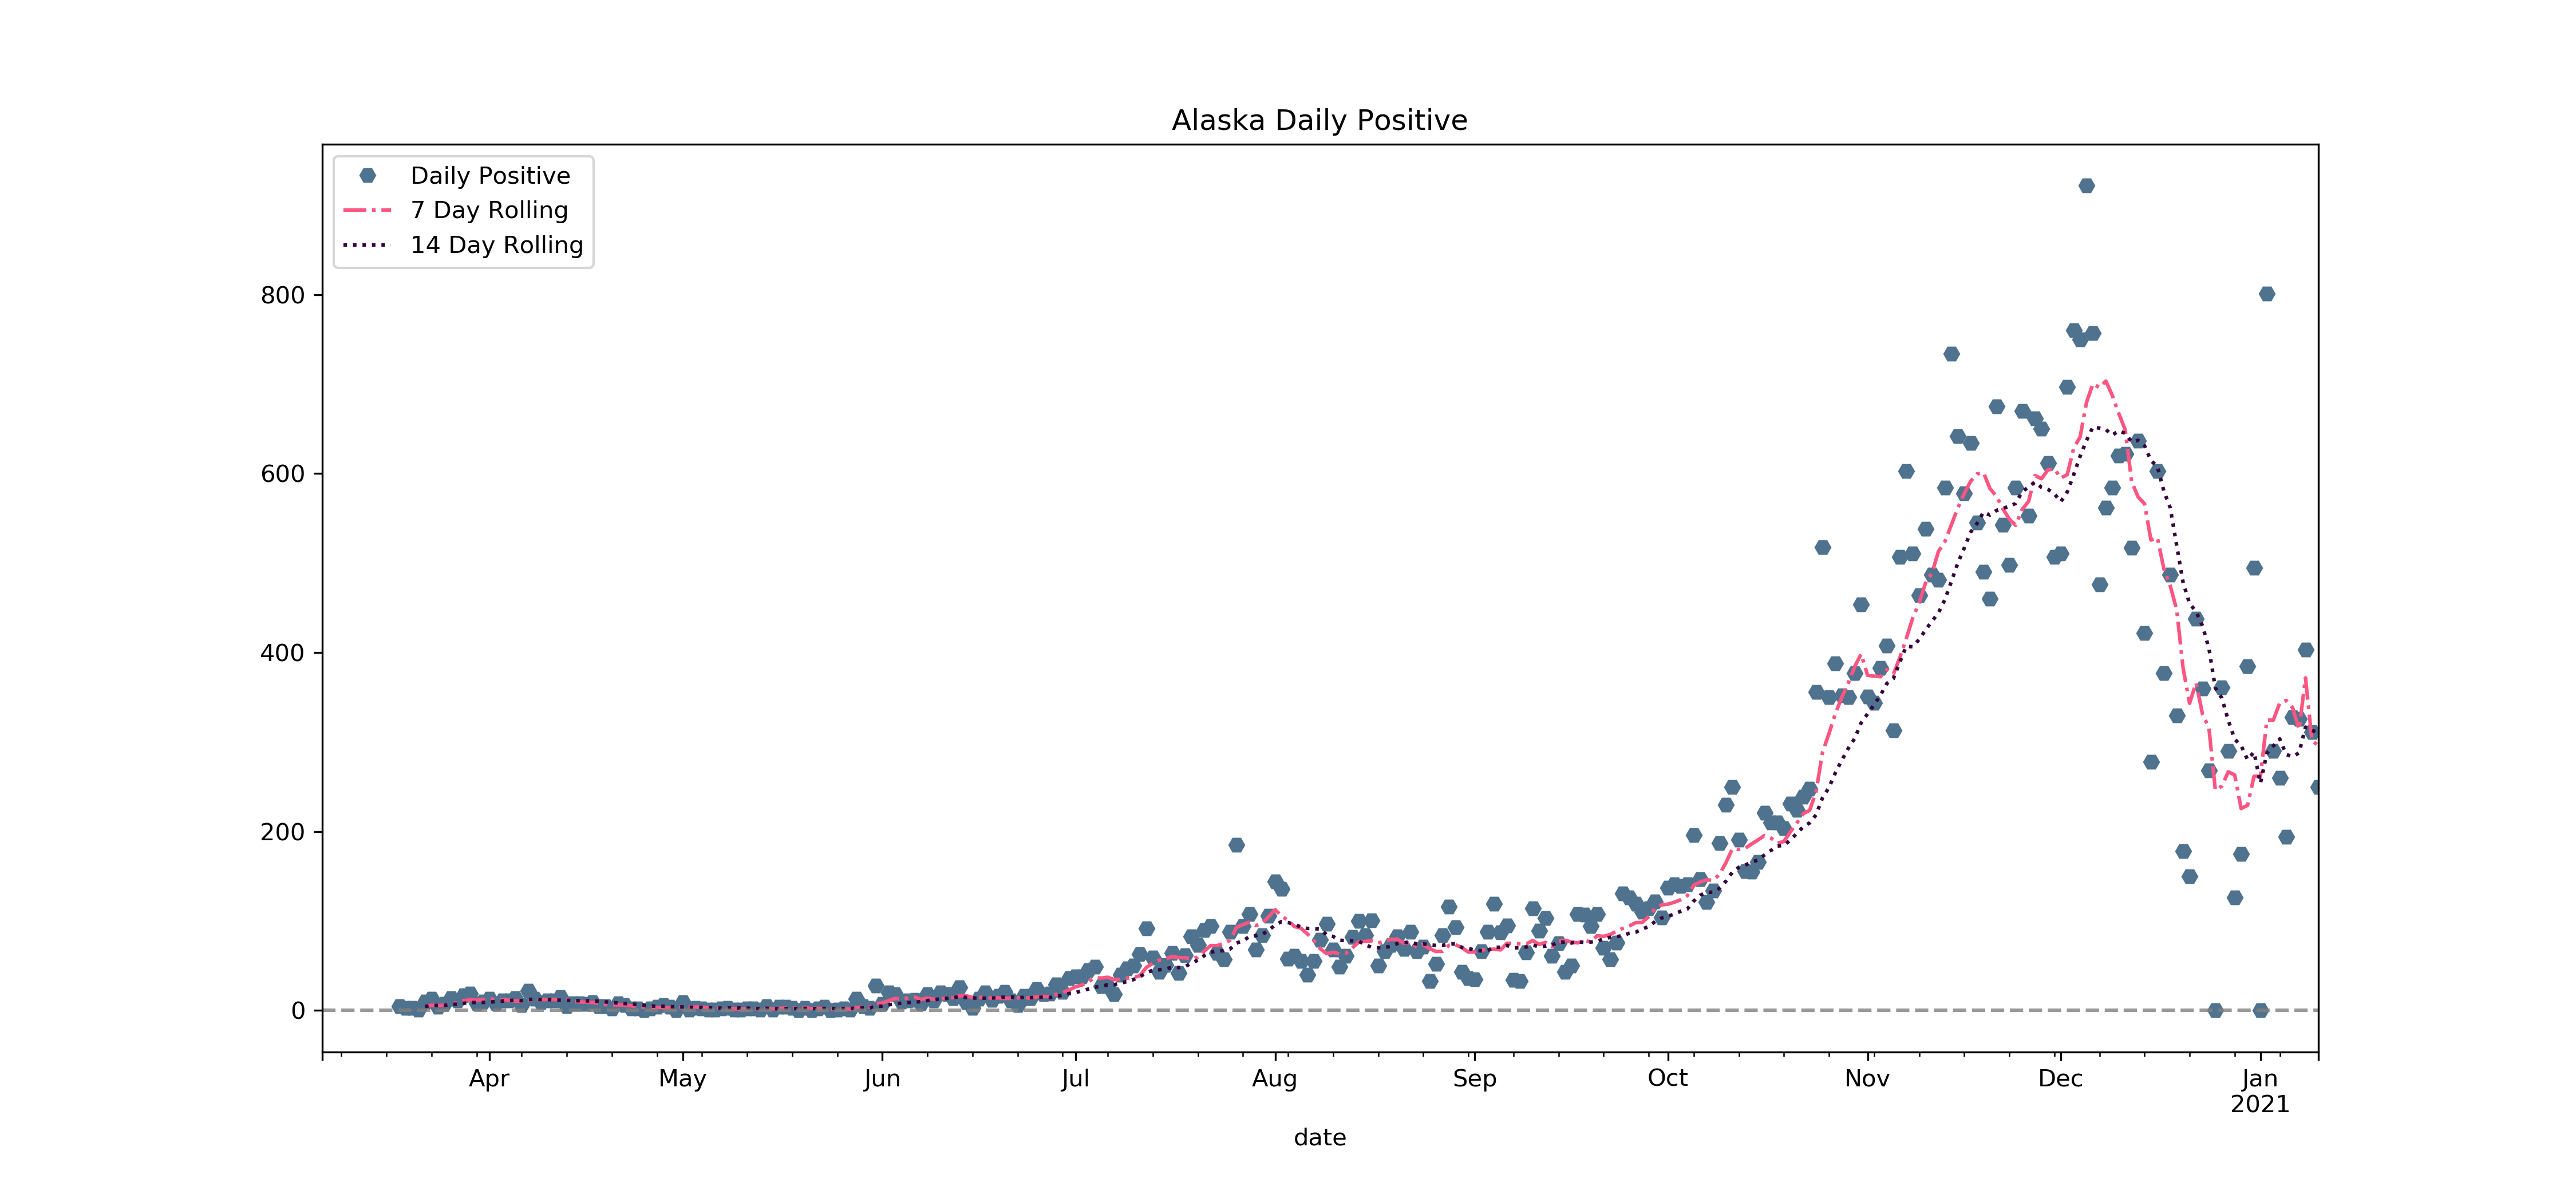 Alaska Daily Positive
Daily Positive
7 Day Rolling
14 Day Rolling
800
600
400
200
0
Apr May Jun Jul Aug Sep Oct Nov Dec Jan
2021
date